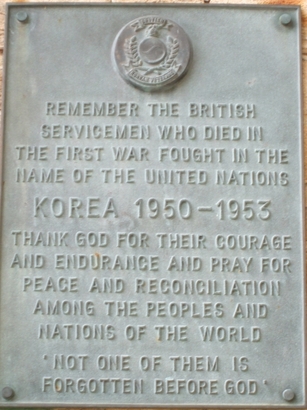 REMEMBER THE BRITISH
SERVICEMEN WHO DIED IN
THE FIRST WAR FOUGHT IN THE
NAME OF THE UNITED NATIONS
KOREA 1950-1953
THANK GOD FOR THEIR COURAGE
AND ENDURANCE AND PRAY FOR
PEACE AND RECONCILIATION
AMONG THE PEOPLES AND
NATIONS OF THE WORLD
'NOT ONE OF THEM IS
FORGOTTEN BEFORE GOD'